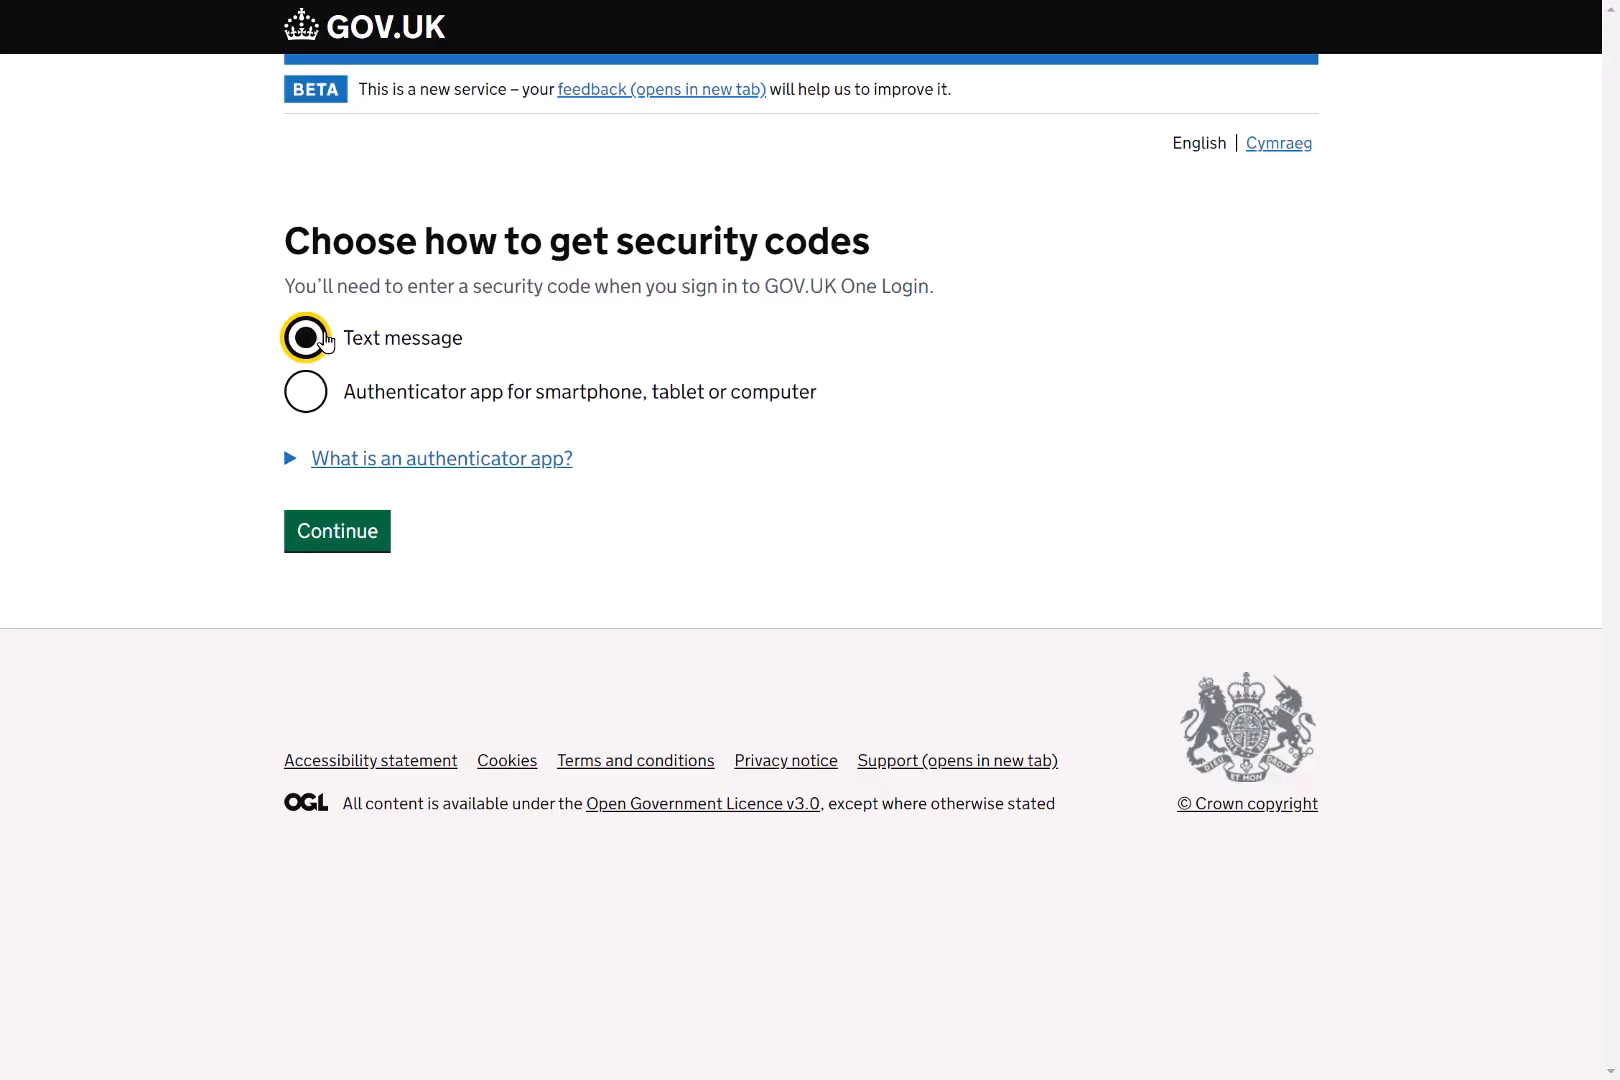 GOV.UK
BETA This is a new service – your feedback (opens in new tab) will help us to improve it.
English | Cymraeg
Choose how to get security codes
You’ll need to enter a security code when you sign in to GOV.UK One Login.
Text message
Authenticator app for smartphone, tablet or computer
What is an authenticator app?
Continue
Accessibility statement Cookies Terms and conditions Privacy notice Support (opens in new tab)
OGL All content is available under the Open Government Licence v3.0, except where otherwise stated
© Crown copyright
DIEU ET MON DROIT